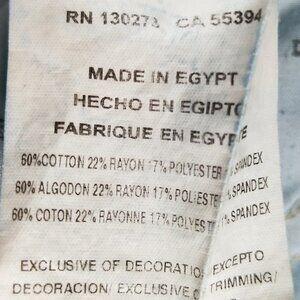 RN 13027 CA 55394
MADE IN EGYPT
HECHO EN EGIPTO
FABRIQUE EN EGYPTE
60%COTTON 22% RAYON 17% POLYESTER 1% SPANDEX
60% ALGODON 22% RAYON 17% POLIESTER 1% SPANDEX
60% COTON 22% RAYONNE 17% POLYESTER 1% SPANDEX
EXCLUSIVE OF DECORATION/EXCEPTO
DECORACION/ EXCLUSIVE OF TRIMMING/